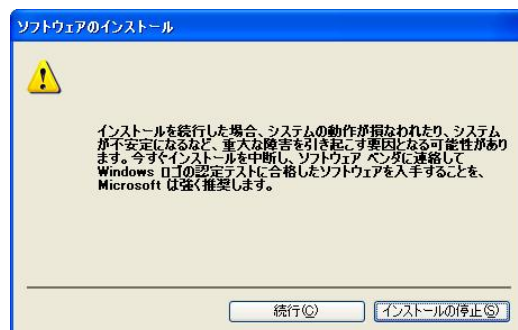 ソフトウェアのインストール
インストールを続行した場合、システムの動作が損なわれたり、システム
が不安定になるなど、重大な障害を引き起こす要因となる可能性があり
ます。今すぐインストールを中断し、ソフトウェア ベンダに連絡して
Windows ロゴの認定テストに合格したソフトウェアを入手することを、
Microsoft は強く推奨します。
続行(C)
インストールの停止(S)